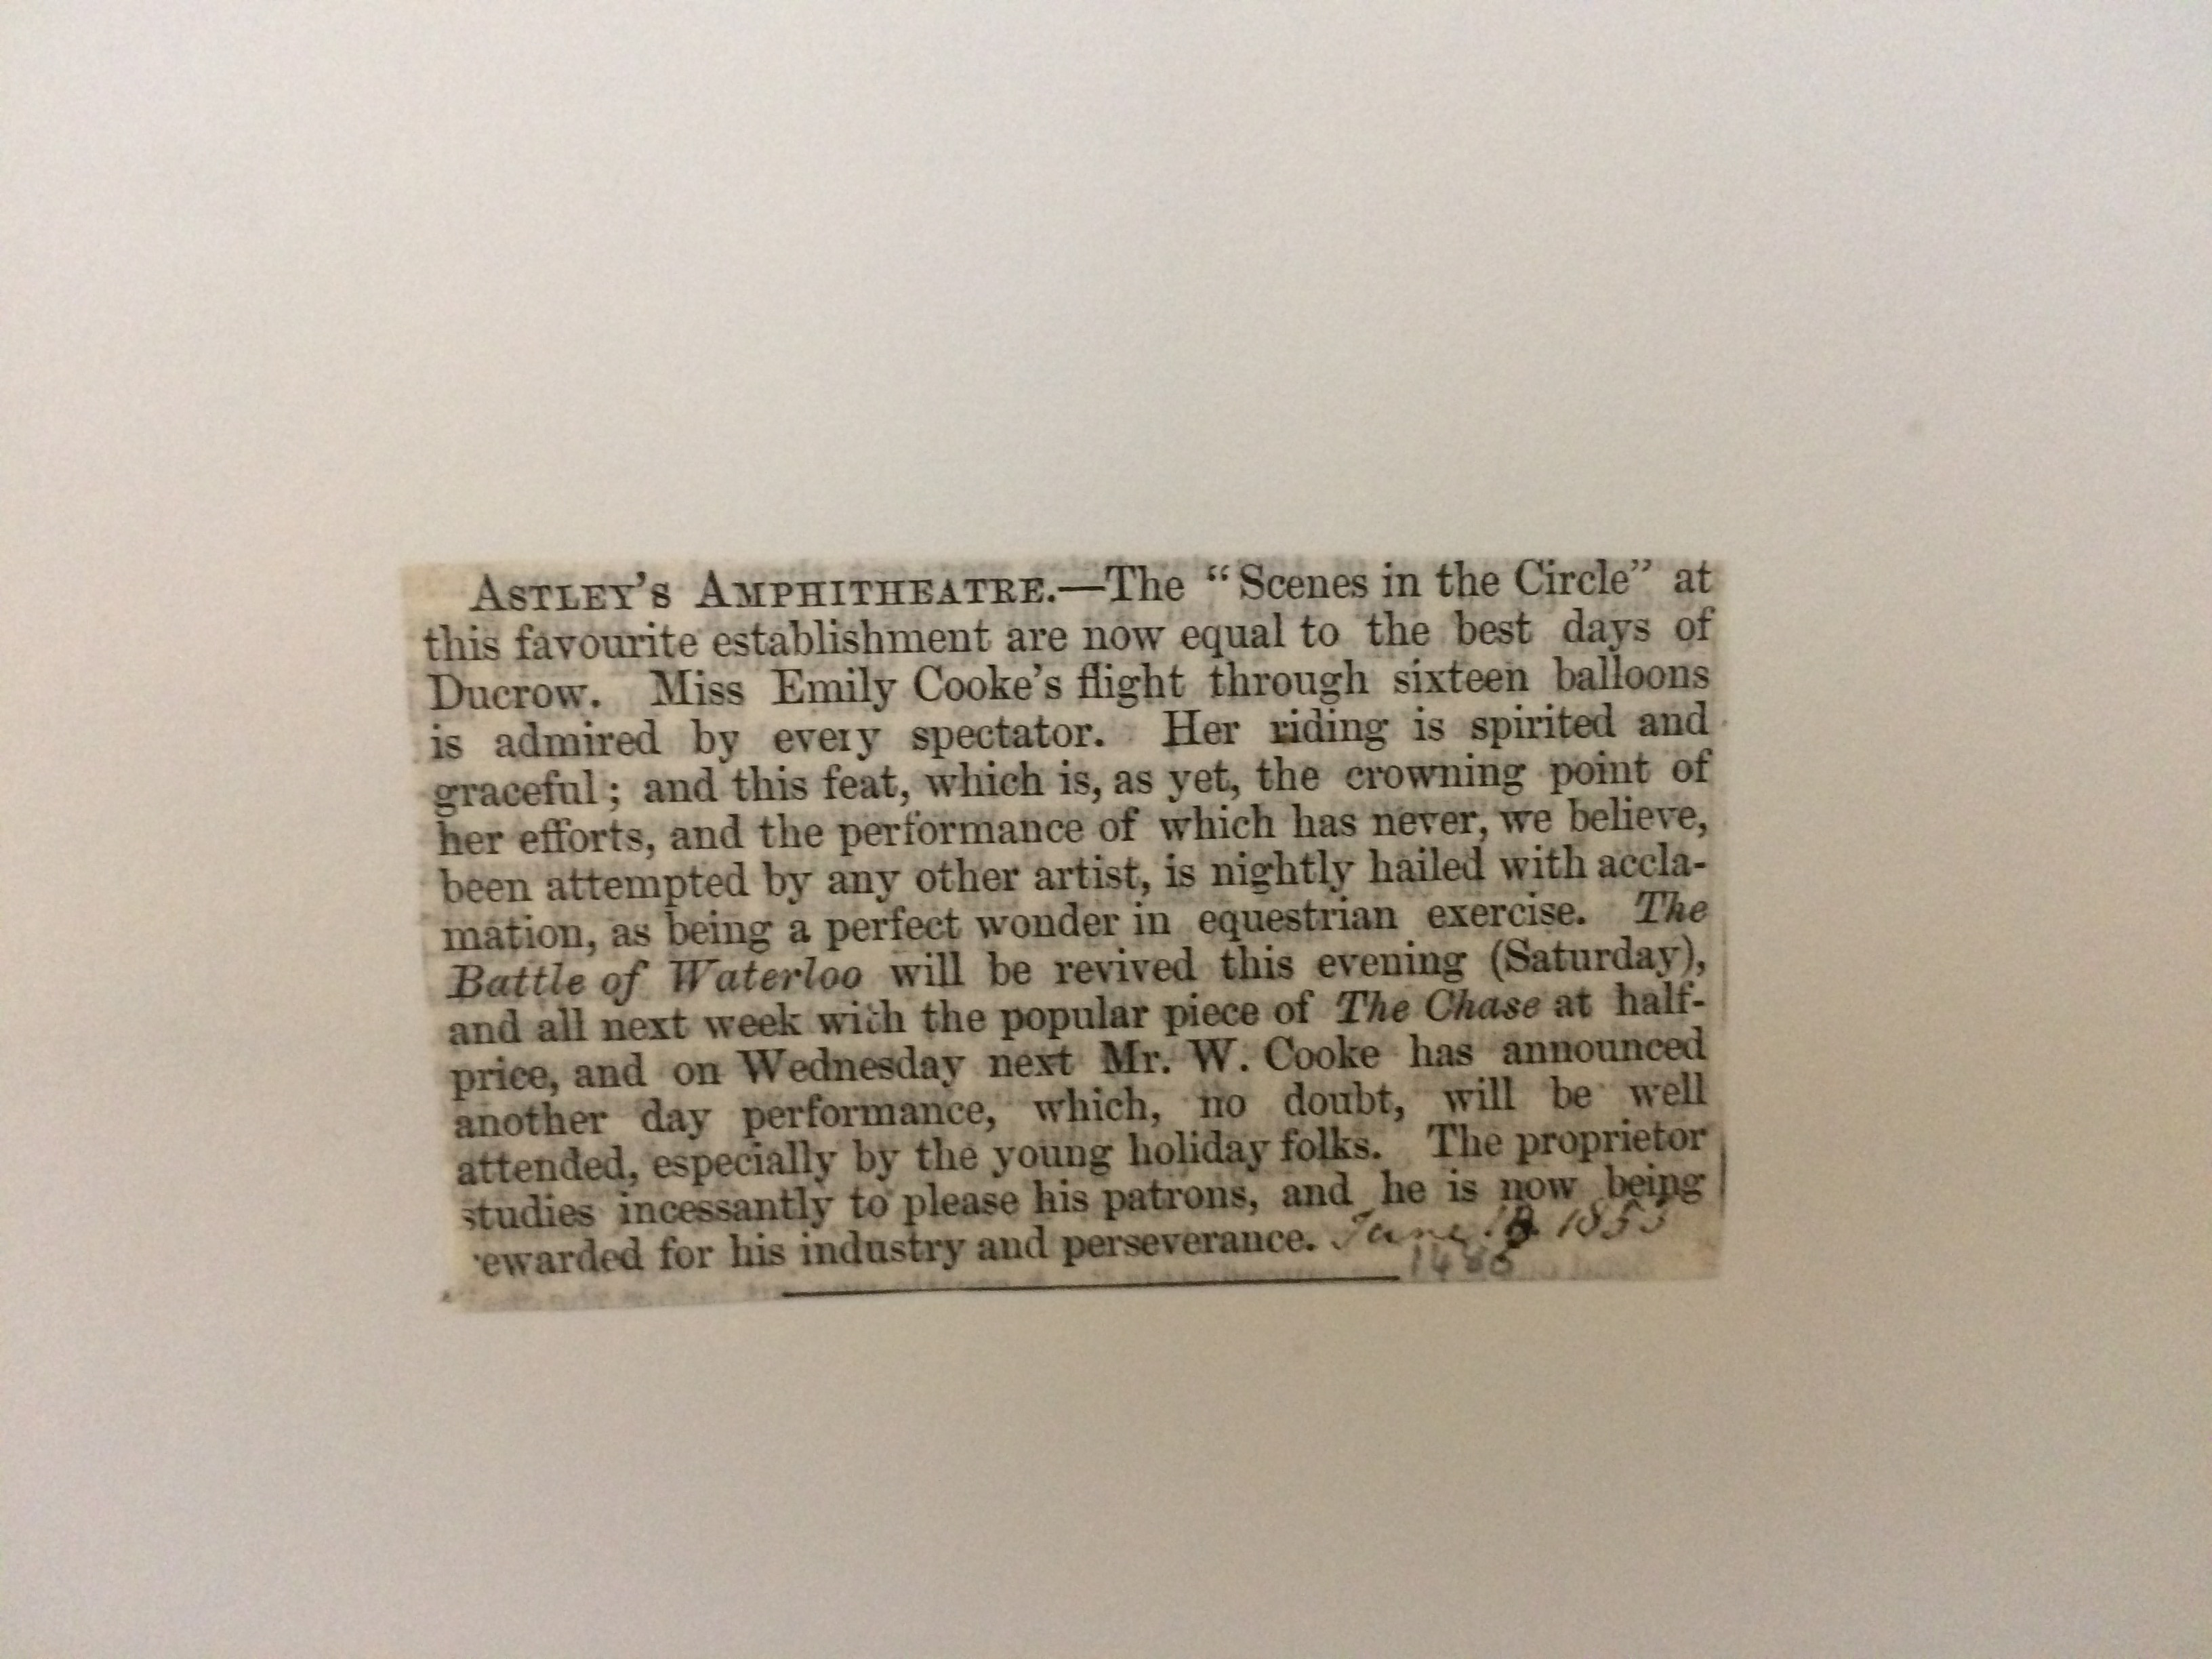 ASTLEY'S AMPHITHEATRE.—The "Scenes in the Circle" at
this favourite establishment are now equal to the best days of
Ducrow. Miss Emily Cooke's flight through sixteen balloons
is admired by every spectator. Her riding is spirited and
graceful; and this feat, which is, as yet, the crowning point of
her efforts, and the performance of which has never, we believe,
been attempted by any other artist, is nightly hailed with accla-
mation, as being a perfect wonder in equestrian exercise. The
Battle of Waterloo will be revived this evening (Saturday),
and all next week with the popular piece of The Chase at half-
price, and on Wednesday next Mr. W. Cooke has announced
another day performance, which, no doubt, will be well
attended, especially by the young holiday folks. The proprietor
studies incessantly to please his patrons, and he is now being
rewarded for his industry and perseverance. June 1853